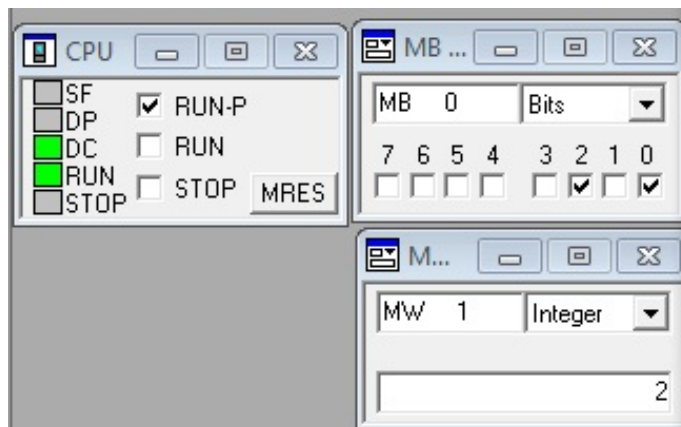 CPU
SF
DP
DC
RUN
STOP
RUN-P
RUN
STOP
MRES
MB ...
MB 0 Bits
7 6 5 4 3 2 1 0
M...
MW 1 Integer
2